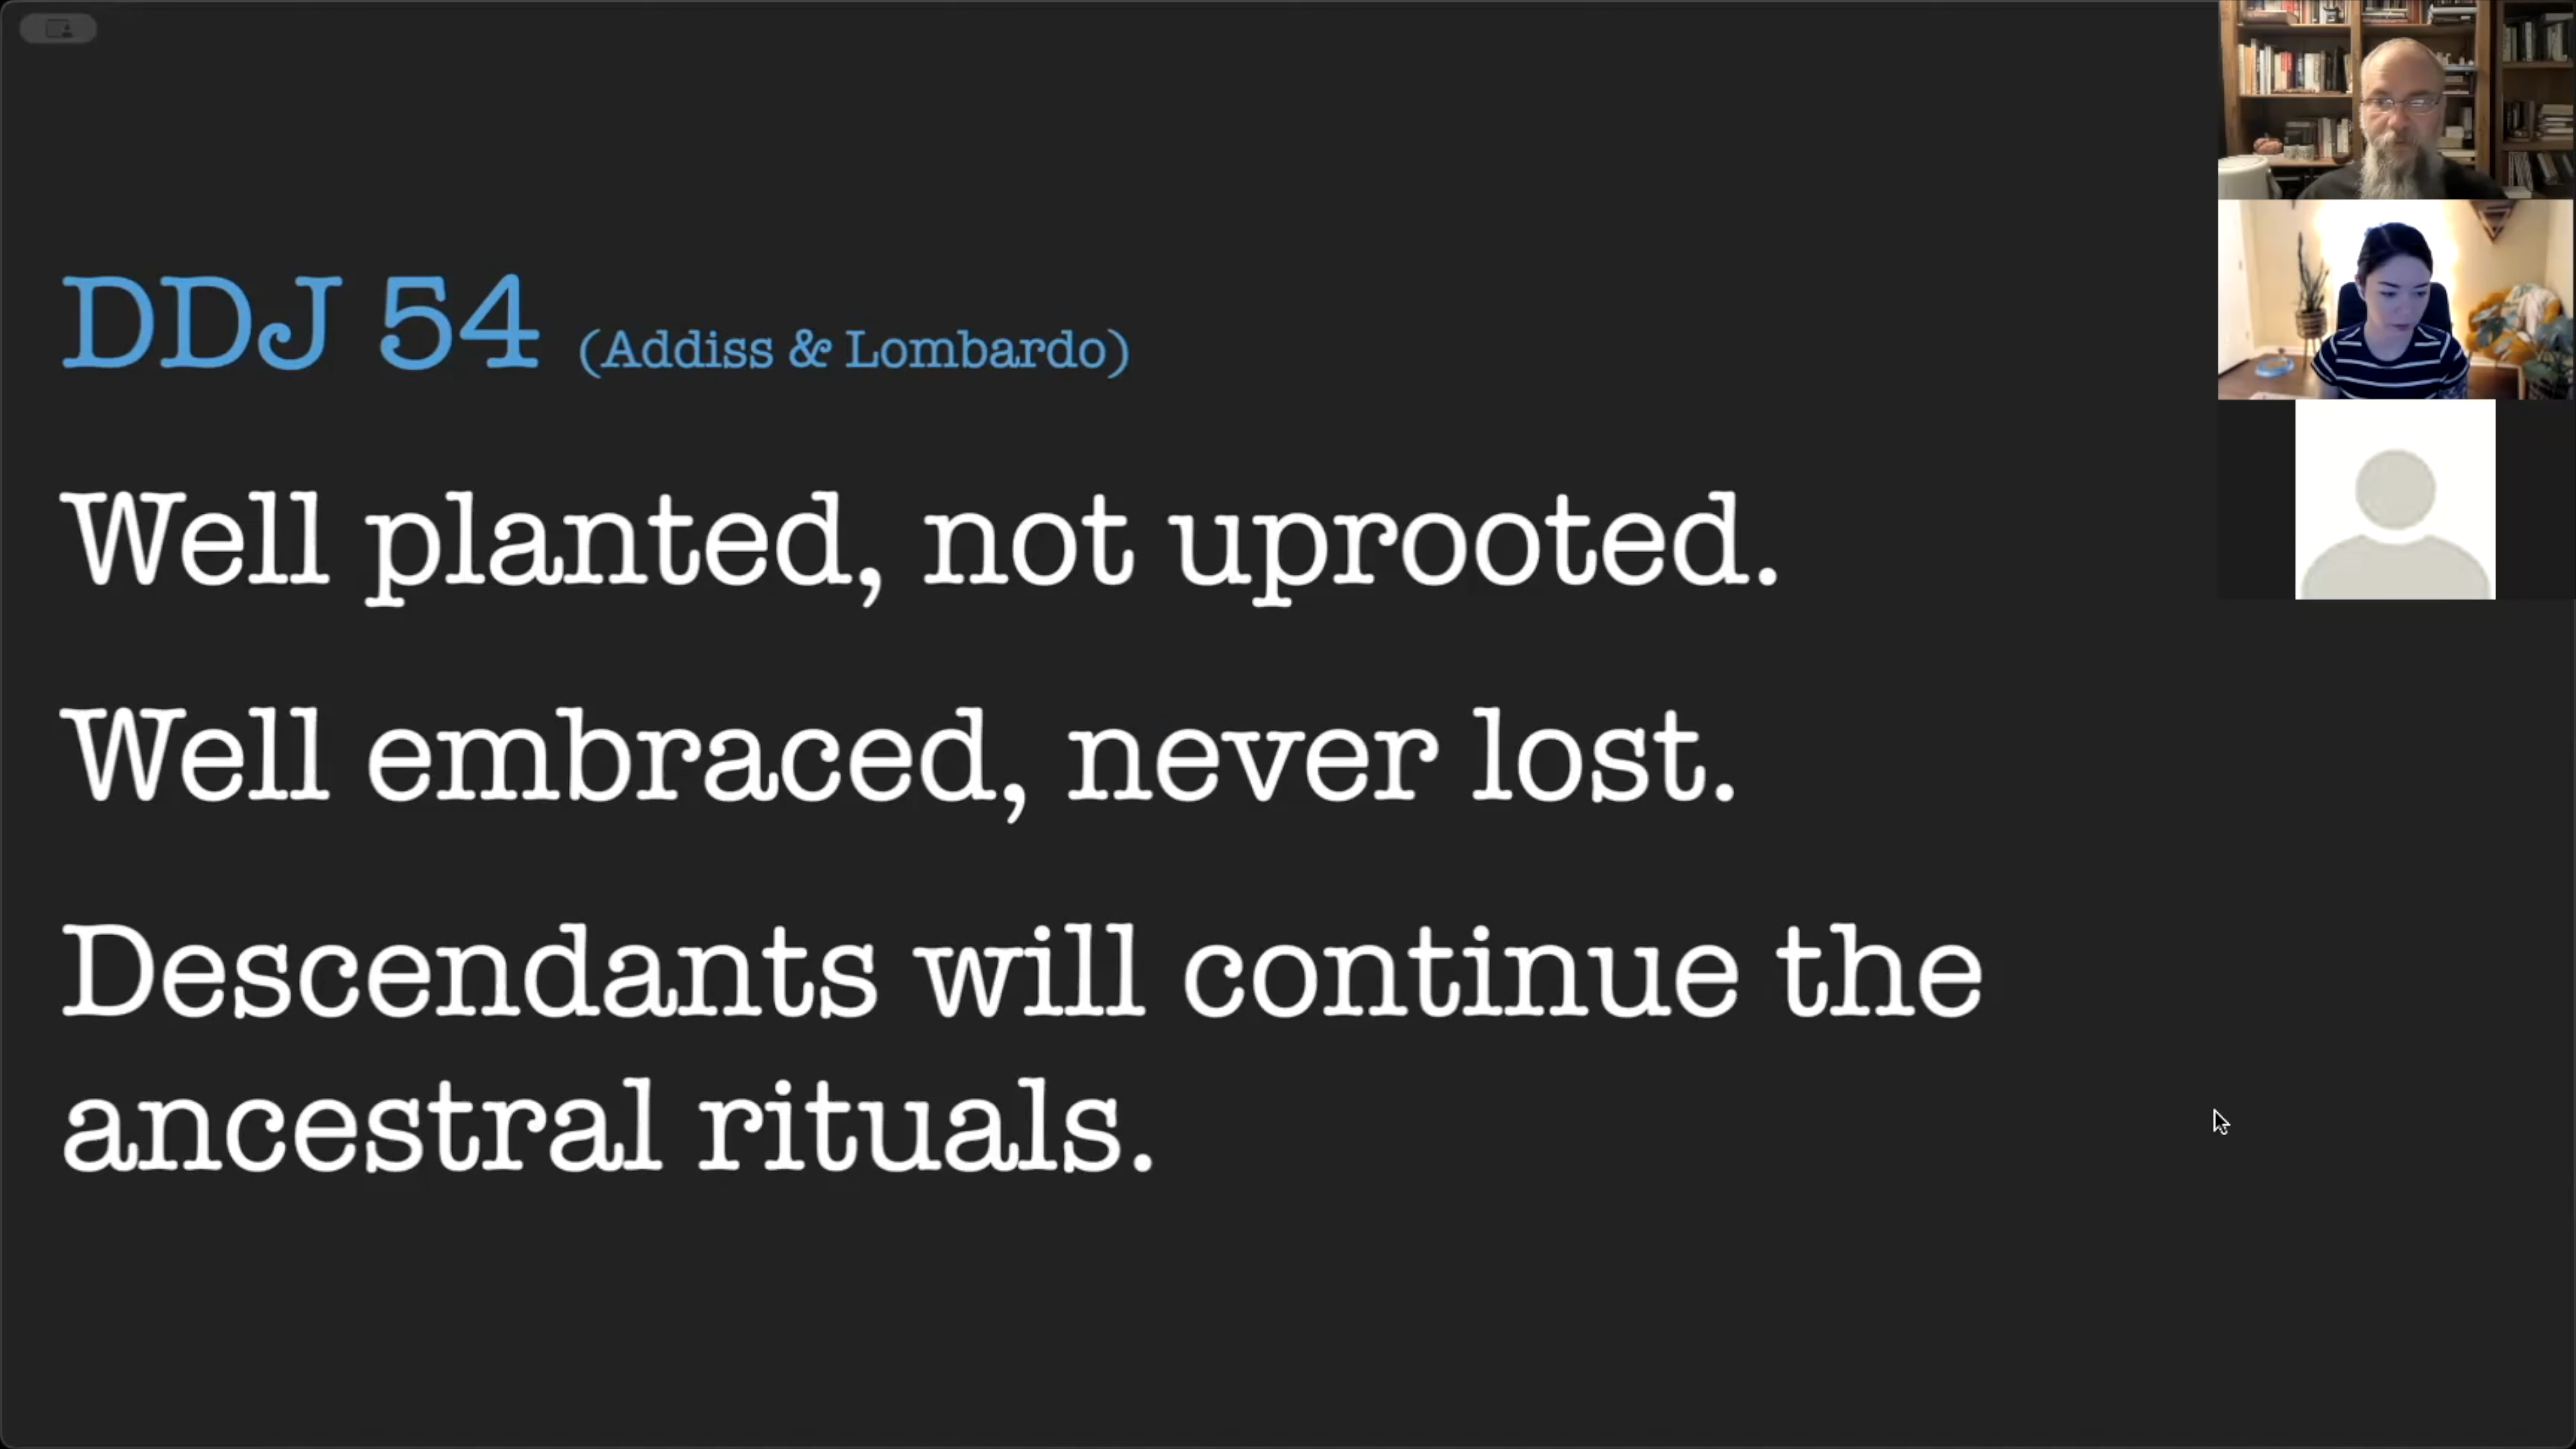 DDJ 54 (Addiss & Lombardo)
Well planted, not uprooted.
Well embraced, never lost.
Descendants will continue the
ancestral rituals.